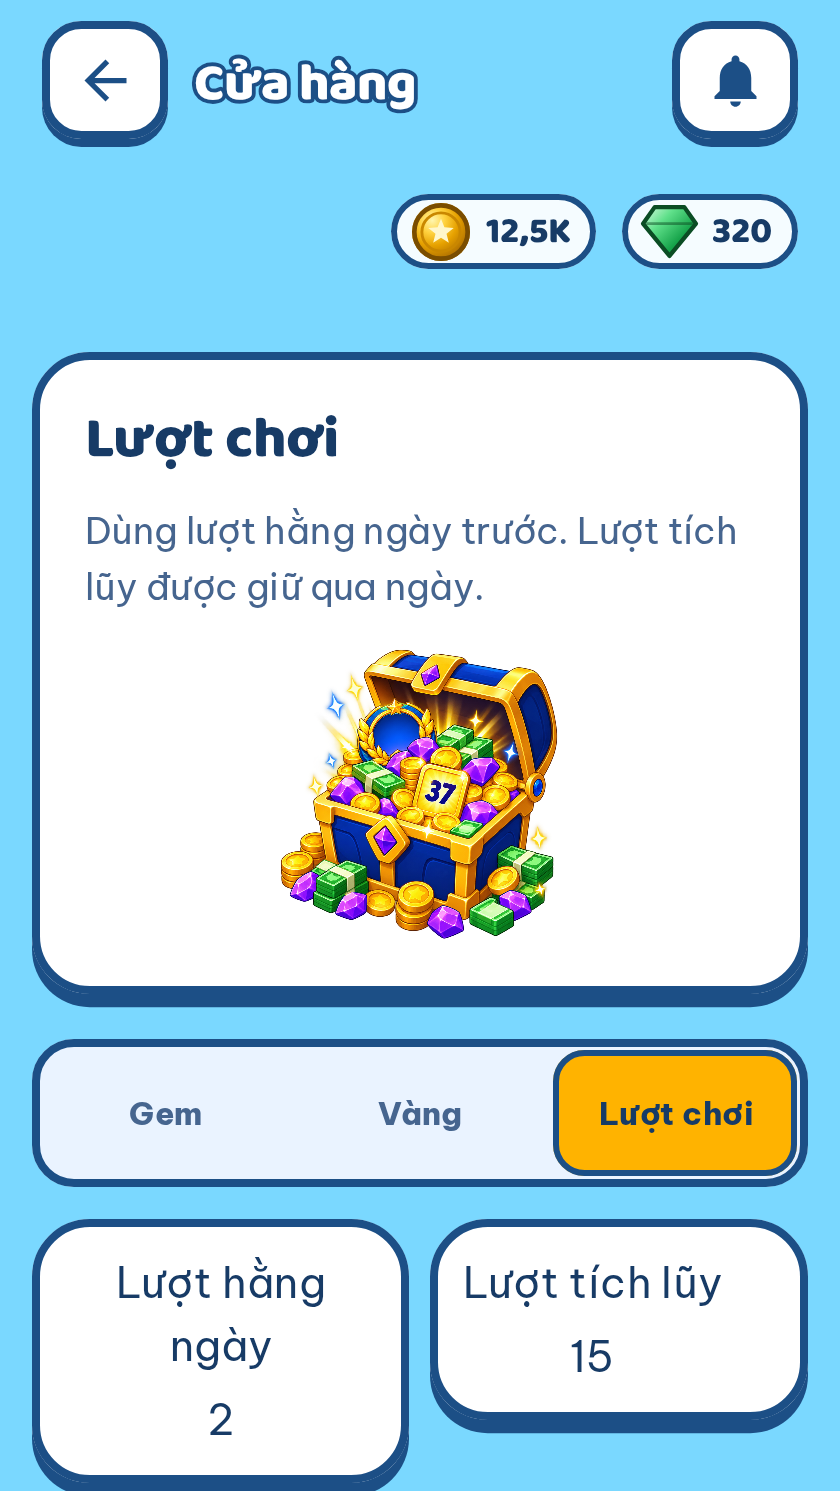 Cửa hàng
12,5K
320
Lượt chơi
Dùng lượt hằng ngày trước. Lượt tích
lũy được giữ qua ngày.
37
Gem
Vàng
Lượt chơi
Lượt hằng
ngày
2
Lượt tích lũy
15